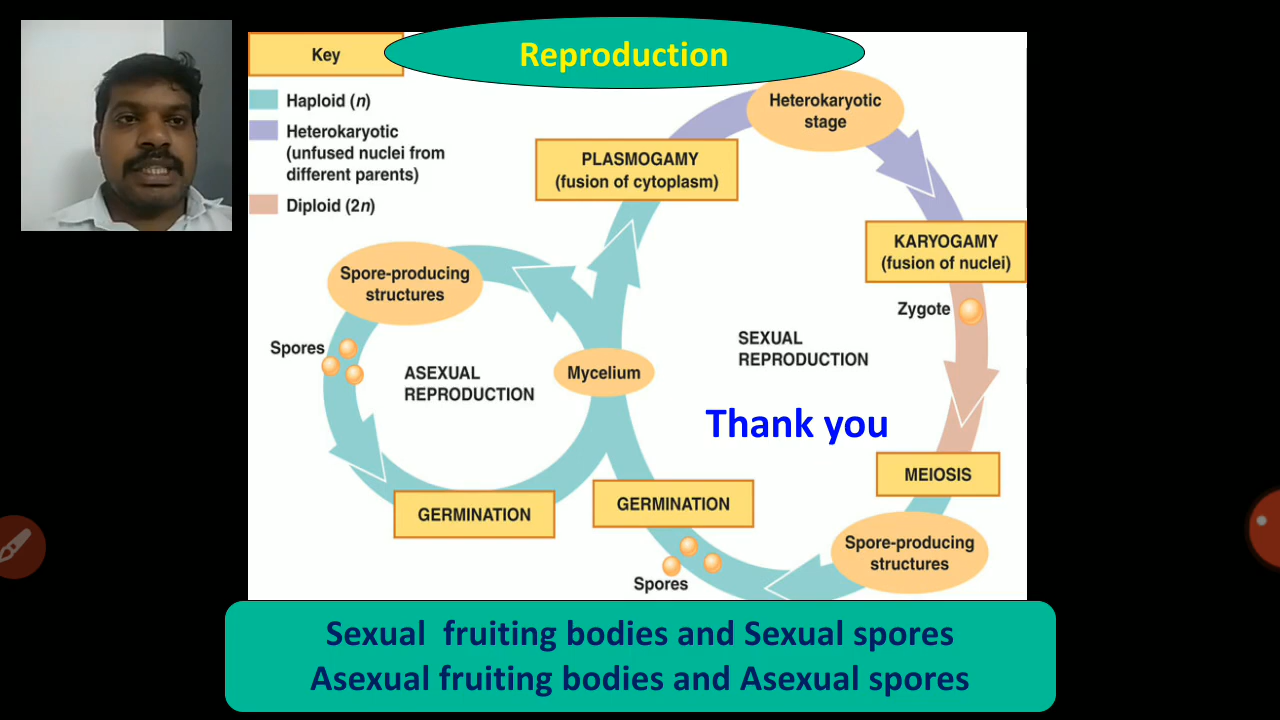 Reproduction
Key
Haploid (n)
Heterokaryotic
(unfused nuclei from
different parents)
Diploid (2n)
Heterokaryotic
stage
PLASMOGAMY
(fusion of cytoplasm)
KARYOGAMY
(fusion of nuclei)
Zygote
Spore-producing
structures
Spores
ASEXUAL
REPRODUCTION
Mycelium
SEXUAL
REPRODUCTION
Thank you
MEIOSIS
GERMINATION
GERMINATION
Spore-producing
structures
Spores
Sexual fruiting bodies and Sexual spores
Asexual fruiting bodies and Asexual spores